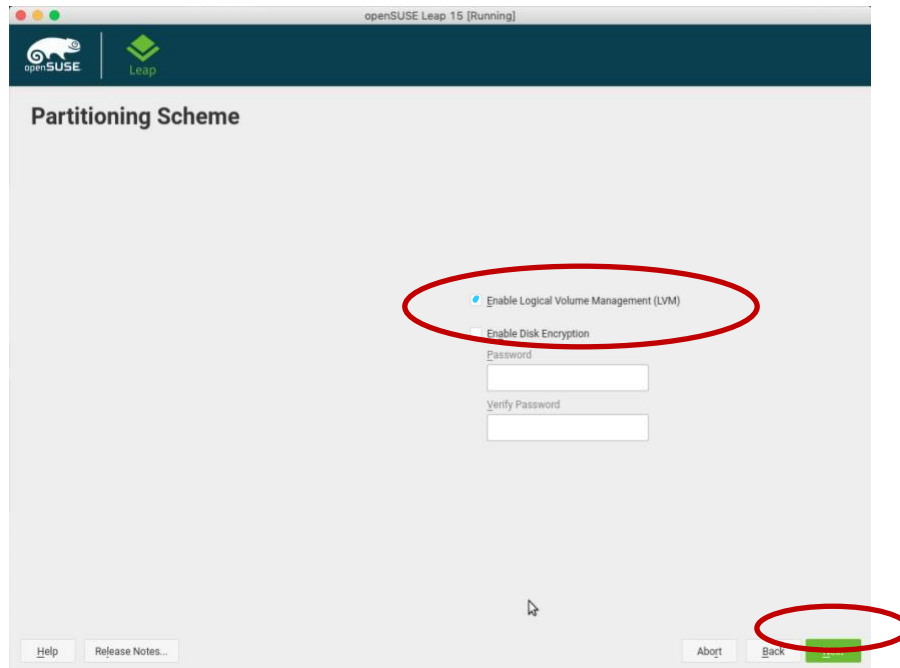 openSUSE Leap 15 [Running]
openSUSE
Leap
Partitioning Scheme
Enable Logical Volume Management (LVM)
Enable Disk Encryption
Password
Verify Password
Help Release Notes... Abort Back